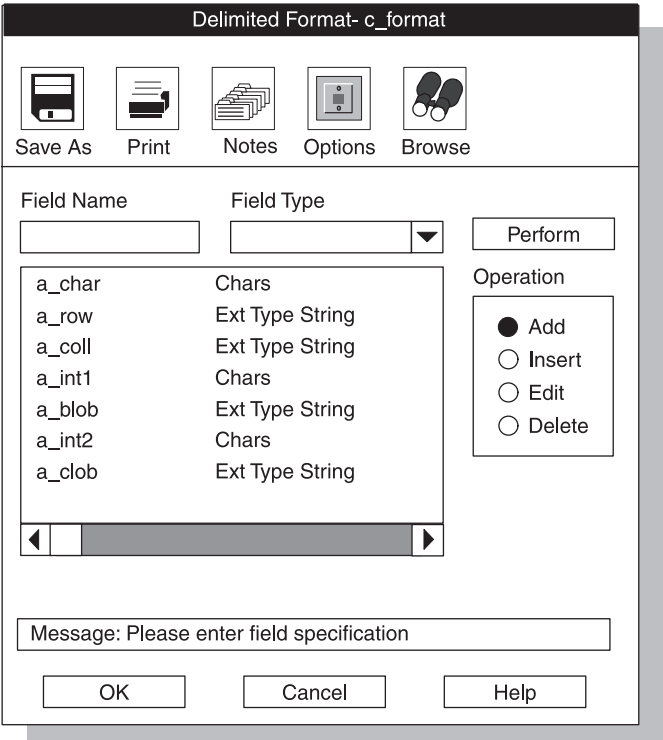 Delimited Format- c_format
Save As Print Notes Options Browse
Field Name Field Type
Perform
Operation
a_char Chars
a_row Ext Type String
a_coll Ext Type String
a_int1 Chars
a_blob Ext Type String
a_int2 Chars
a_clob Ext Type String
Add
Insert
Edit
Delete
Message: Please enter field specification
OK Cancel Help